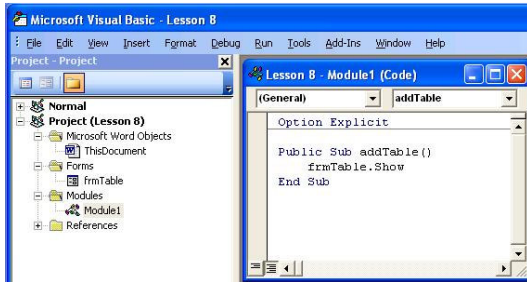 Microsoft Visual Basic - Lesson 8
File Edit View Insert Format Debug Run Tools Add-Ins Window Help
Project - Project
Normal
Project (Lesson 8)
Microsoft Word Objects
ThisDocument
Forms
frmTable
Modules
Module1
References
Lesson 8 - Module1 (Code)
(General) addTable
Option Explicit
Public Sub addTable()
frmTable.Show
End Sub